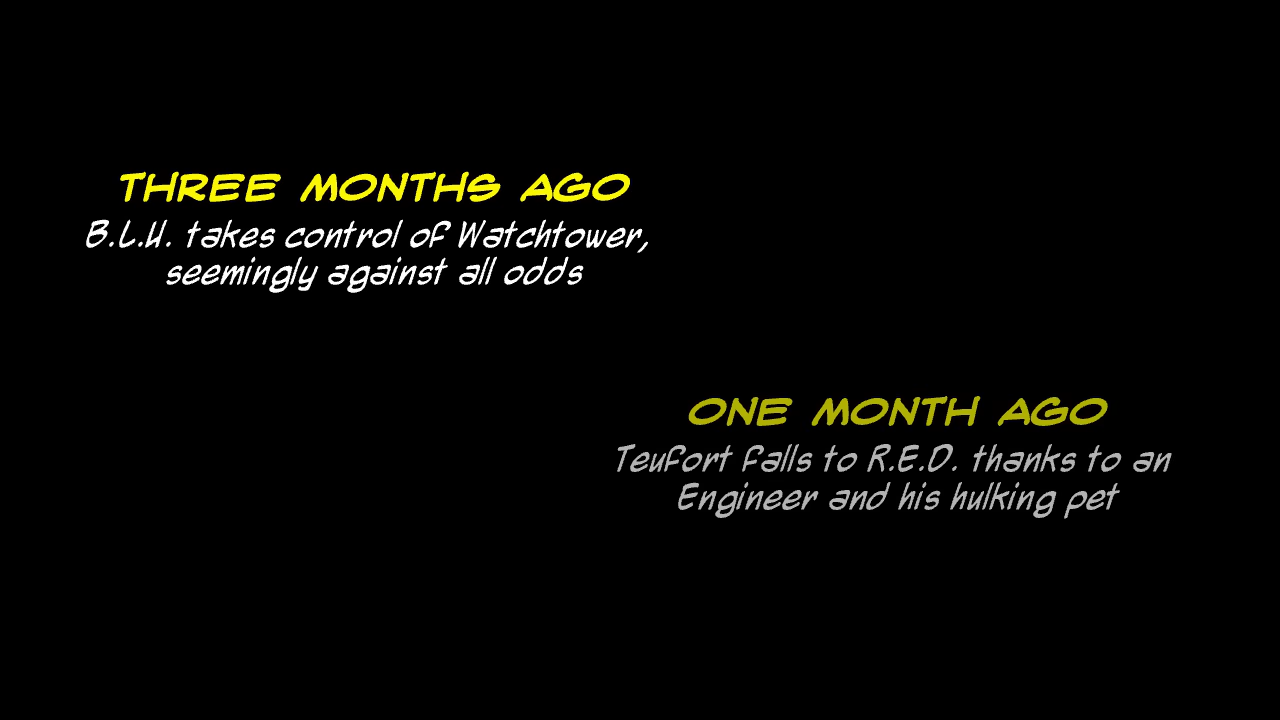 THREE MONTHS AGO
B.L.U. takes control of Watchtower,
seemingly against all odds
ONE MONTH AGO
Teufort falls to R.E.D. thanks to an
Engineer and his hulking pet